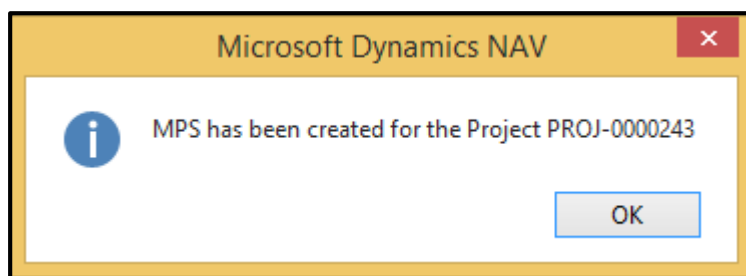 Microsoft Dynamics NAV
MPS has been created for the Project PROJ-0000243
OK